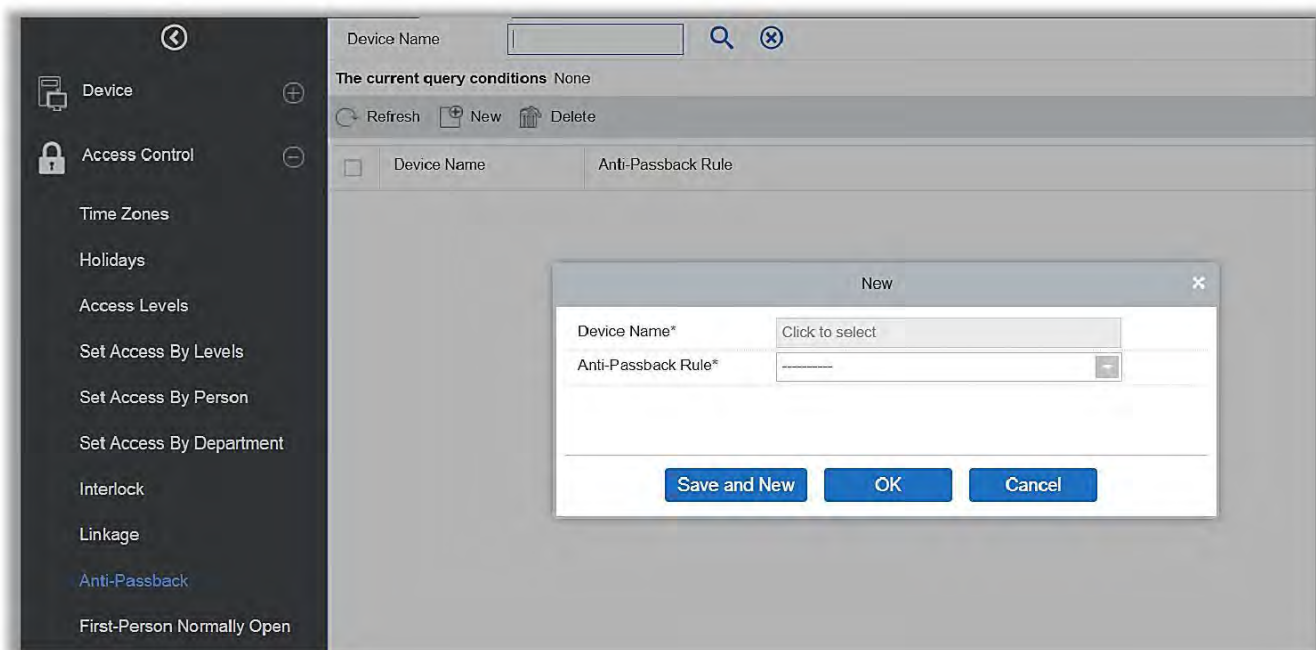 Device Name
The current query conditions None
Refresh New Delete
Device Name Anti-Passback Rule
Device
Access Control
Time Zones
Holidays
Access Levels
Set Access By Levels
Set Access By Person
Set Access By Department
Interlock
Linkage
Anti-Passback
First-Person Normally Open
New
Device Name* Click to select
Anti-Passback Rule* ----------
Save and New OK Cancel